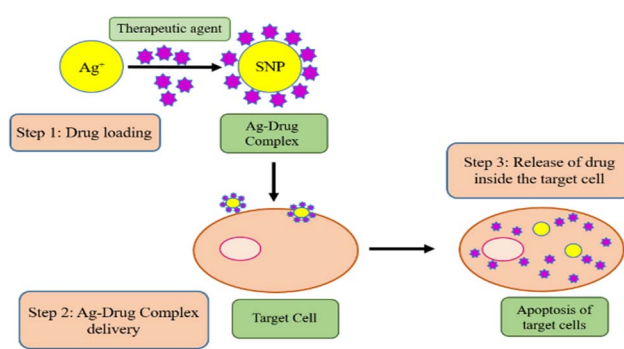 Therapeutic agent
Ag+
SNP
Step 1: Drug loading
Ag-Drug
Complex
Step 3: Release of drug
inside the target cell
Step 2: Ag-Drug Complex
delivery
Target Cell
Apoptosis of
target cells